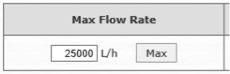 Max Flow Rate
25000 L/h Max